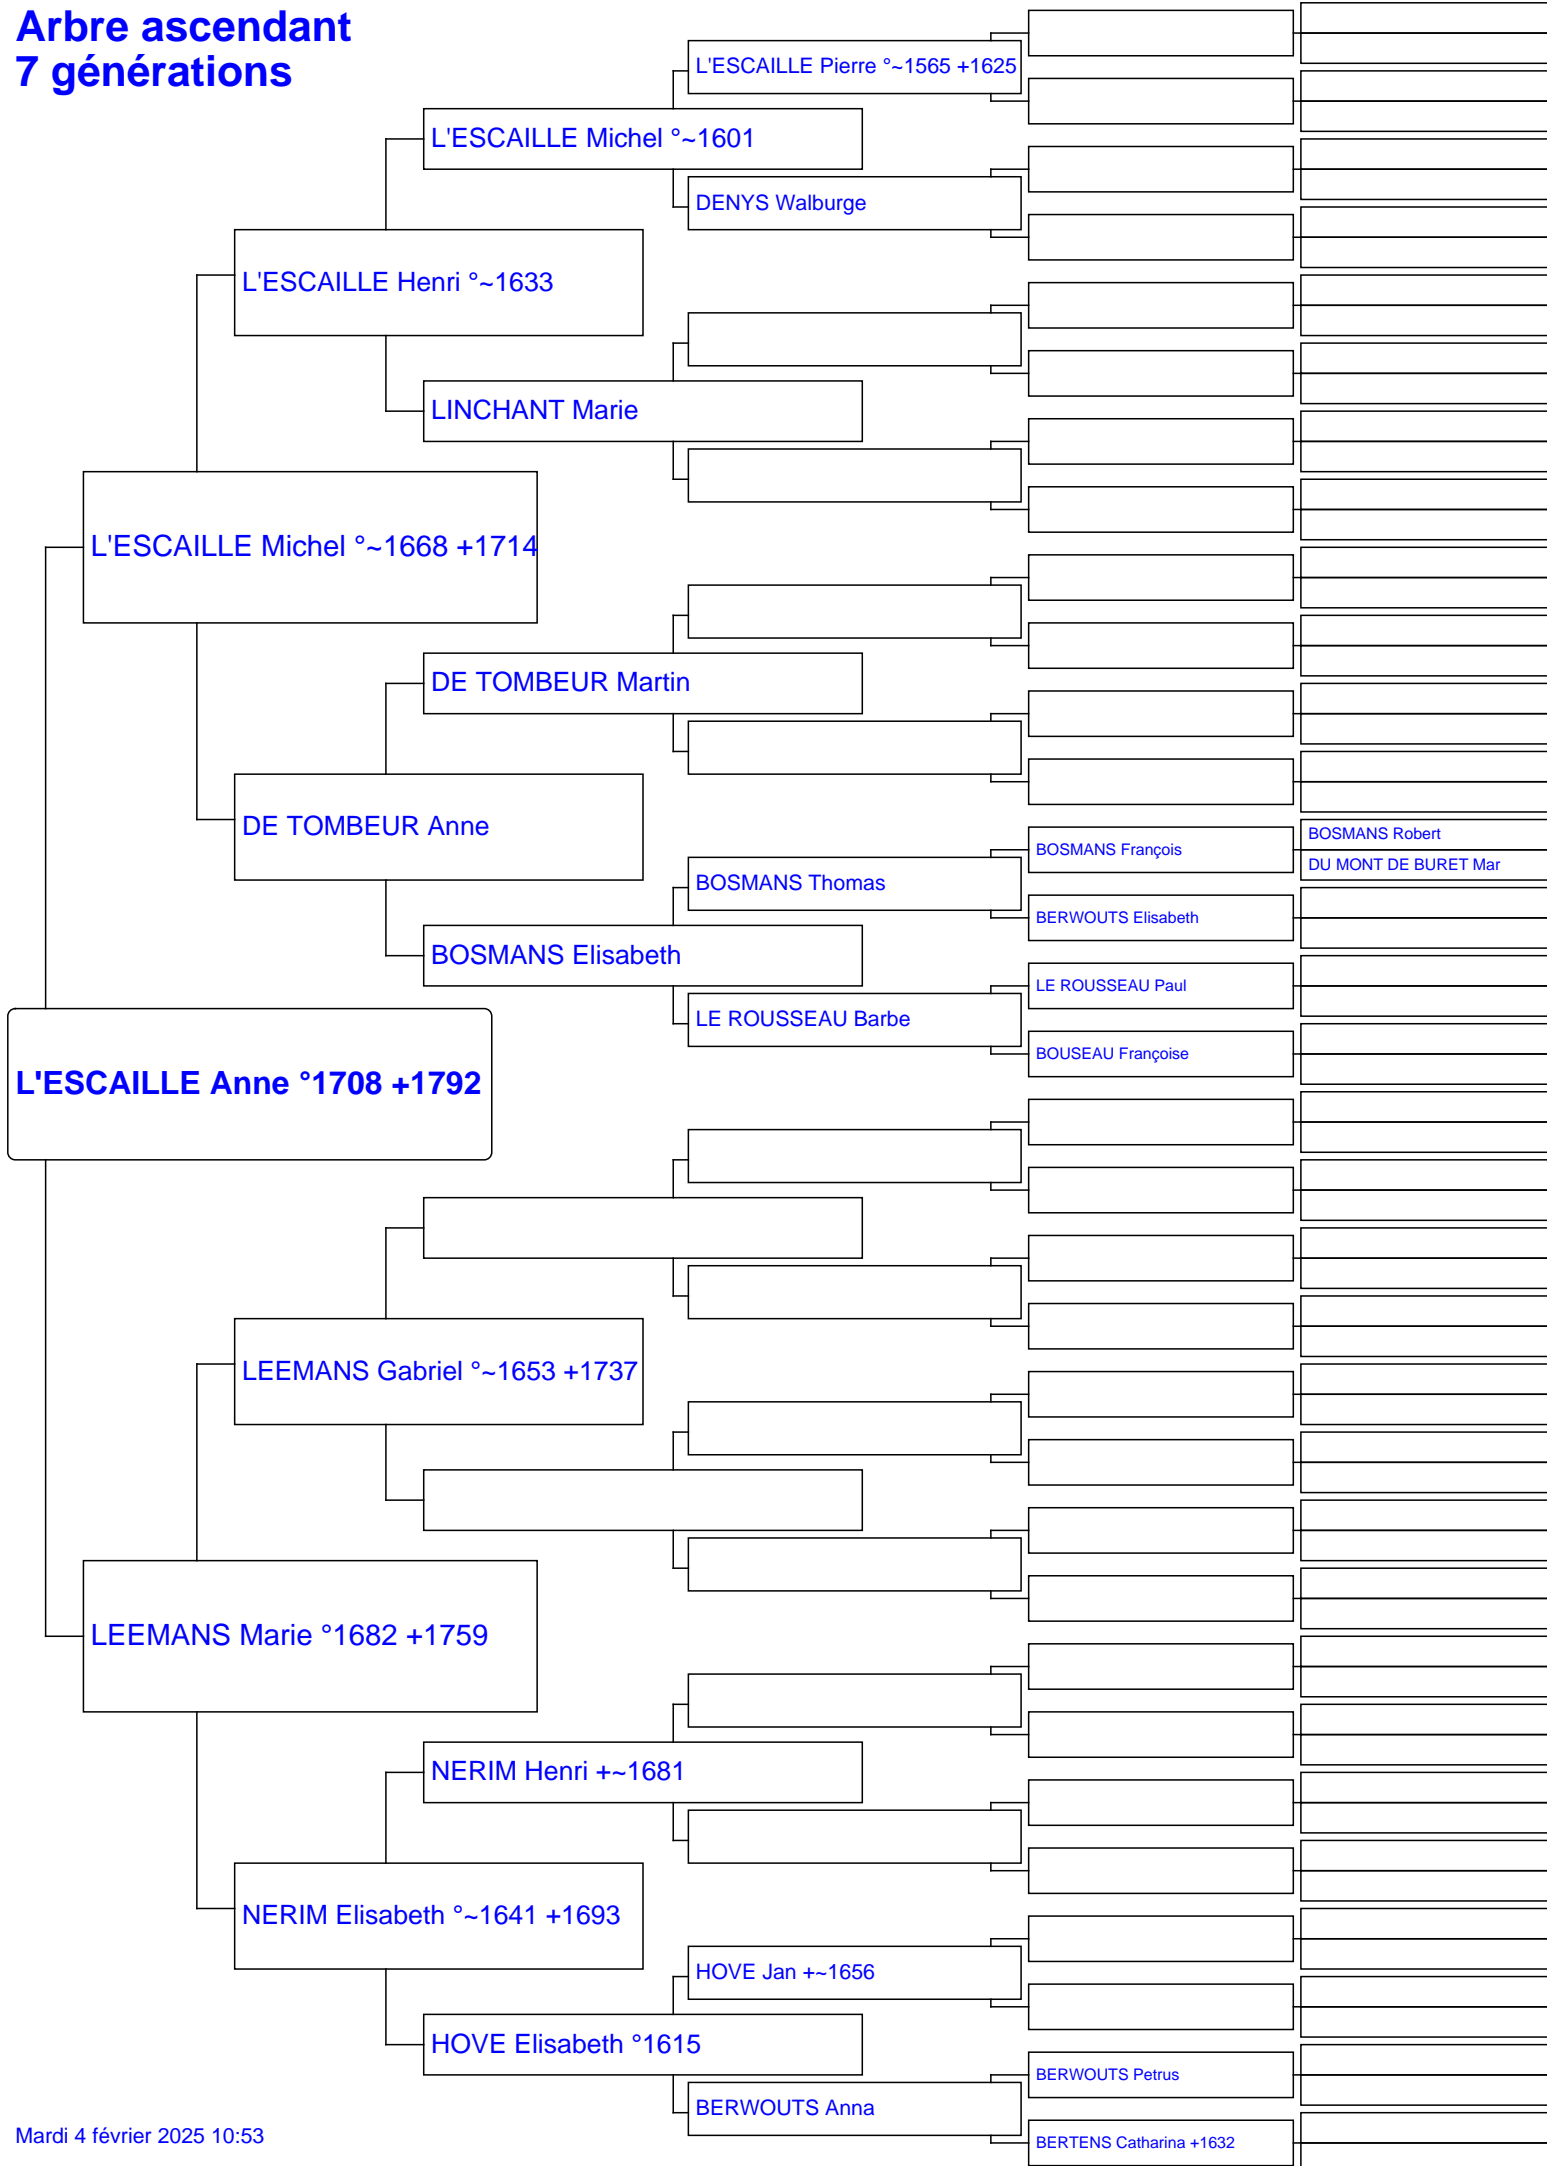 Arbre ascendant
7 générations
L'ESCAILLE Pierre °~1565 +1625
L'ESCAILLE Michel °~1601
DENYS Walburge
L'ESCAILLE Henri °~1633
LINCHANT Marie
L'ESCAILLE Michel °~1668 +1714
DE TOMBEUR Martin
DE TOMBEUR Anne
BOSMANS Robert
BOSMANS François
DU MONT DE BURET Mar
BOSMANS Thomas
BERWOUTS Elisabeth
BOSMANS Elisabeth
LE ROUSSEAU Paul
LE ROUSSEAU Barbe
BOUSEAU Françoise
L'ESCAILLE Anne °1708 +1792
LEEMANS Gabriel °~1653 +1737
LEEMANS Marie °1682 +1759
NERIM Henri +~1681
NERIM Elisabeth °~1641 +1693
HOVE Jan +~1656
HOVE Elisabeth °1615
BERWOUTS Petrus
BERWOUTS Anna
BERTENS Catharina +1632
Mardi 4 février 2025 10:53